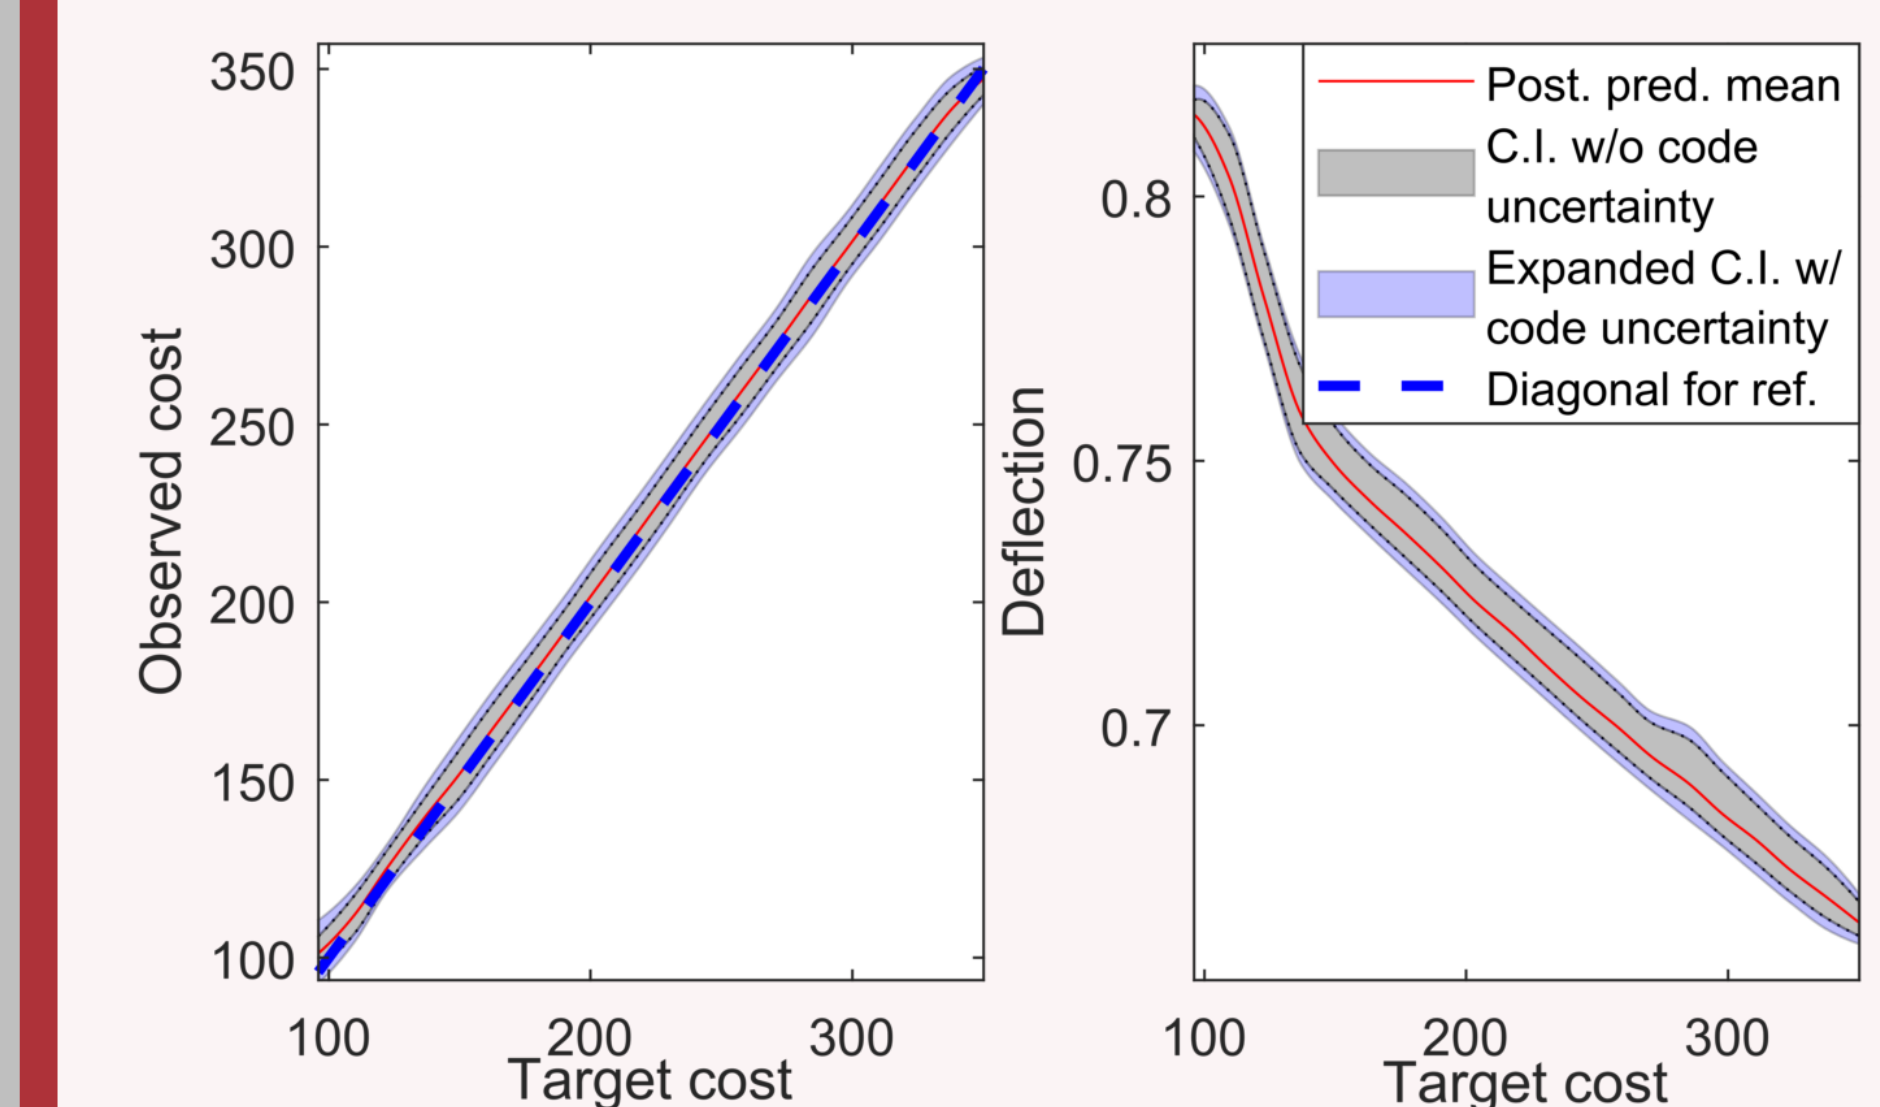 350
300
250
200
150
100
Observed cost
100 200 300
Target cost
0.8
0.75
0.7
Deflection
100 200 300
Target cost
Post. pred. mean
C.I. w/o code
uncertainty
Expanded C.I. w/
code uncertainty
Diagonal for ref.